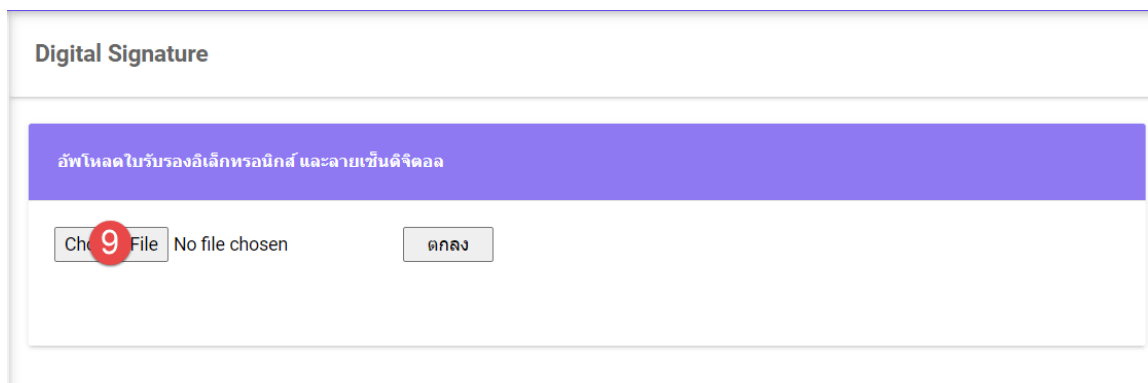 Digital Signature
อัพโหลดใบรับรองอิเล็กทรอนิกส์ และลายเซ็นดิจิตอล
Ch 9 File No file chosen ตกลง